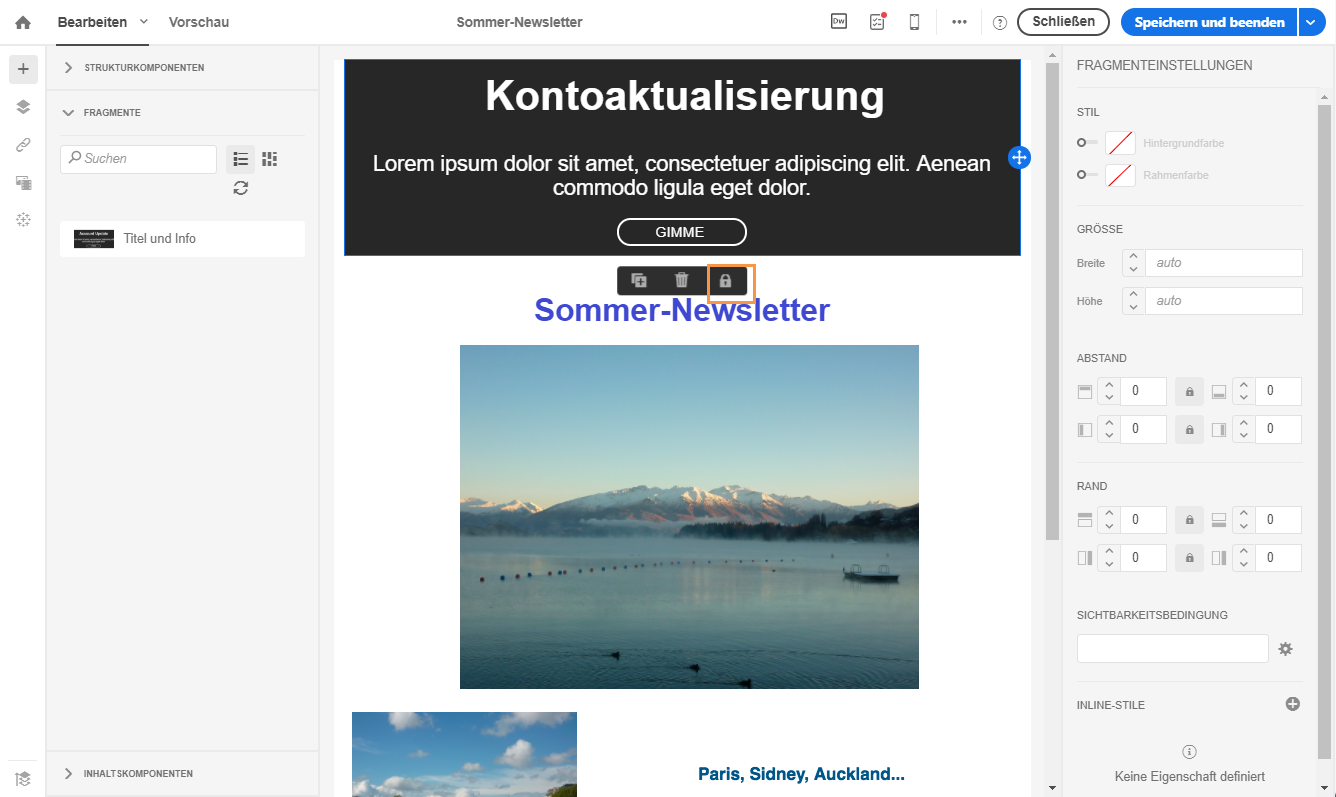 Bearbeiten
Vorschau
Sommer-Newsletter
Dw
Schließen
Speichern und beenden
STRUKTURKOMPONENTEN
FRAGMENTE
Suchen
Titel und Info
INHALTSKOMPONENTEN
Kontoaktualisierung
Lorem ipsum dolor sit amet, consectetuer adipiscing elit. Aenean
commodo ligula eget dolor.
GIMME
Sommer-Newsletter
Paris, Sidney, Auckland...
FRAGMENTEINSTELLUNGEN
STIL
Hintergrundfarbe
Rahmenfarbe
GRÖSSE
Breite auto
Höhe auto
ABSTAND
0 0
0 0
RAND
0 0
0 0
SICHTBARKEITSBEDINGUNG
INLINE-STILE
Keine Eigenschaft definiert